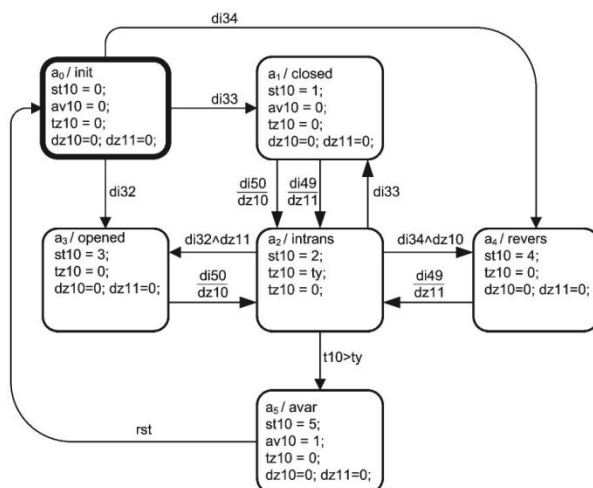 di34
a₀ / init
st10 = 0;
av10 = 0;
tz10 = 0;
dz10=0; dz11=0;
di33
a₁ / closed
st10 = 1;
av10 = 0;
tz10 = 0;
dz10=0; dz11=0;
di32
di50
dz10
di49
dz11
di33
a₃ / opened
st10 = 3;
tz10 = 0;
dz10=0; dz11=0;
di32^dz11
di50
dz10
a₂ / intrans
st10 = 2;
tz10 = ty;
tz10 = 0;
di34^dz10
di49
dz11
a₄ / revers
st10 = 4;
tz10 = 0;
dz10=0; dz11=0;
t10>ty
a₅ / avar
st10 = 5;
av10 = 1;
tz10 = 0;
dz10=0; dz11=0;
rst